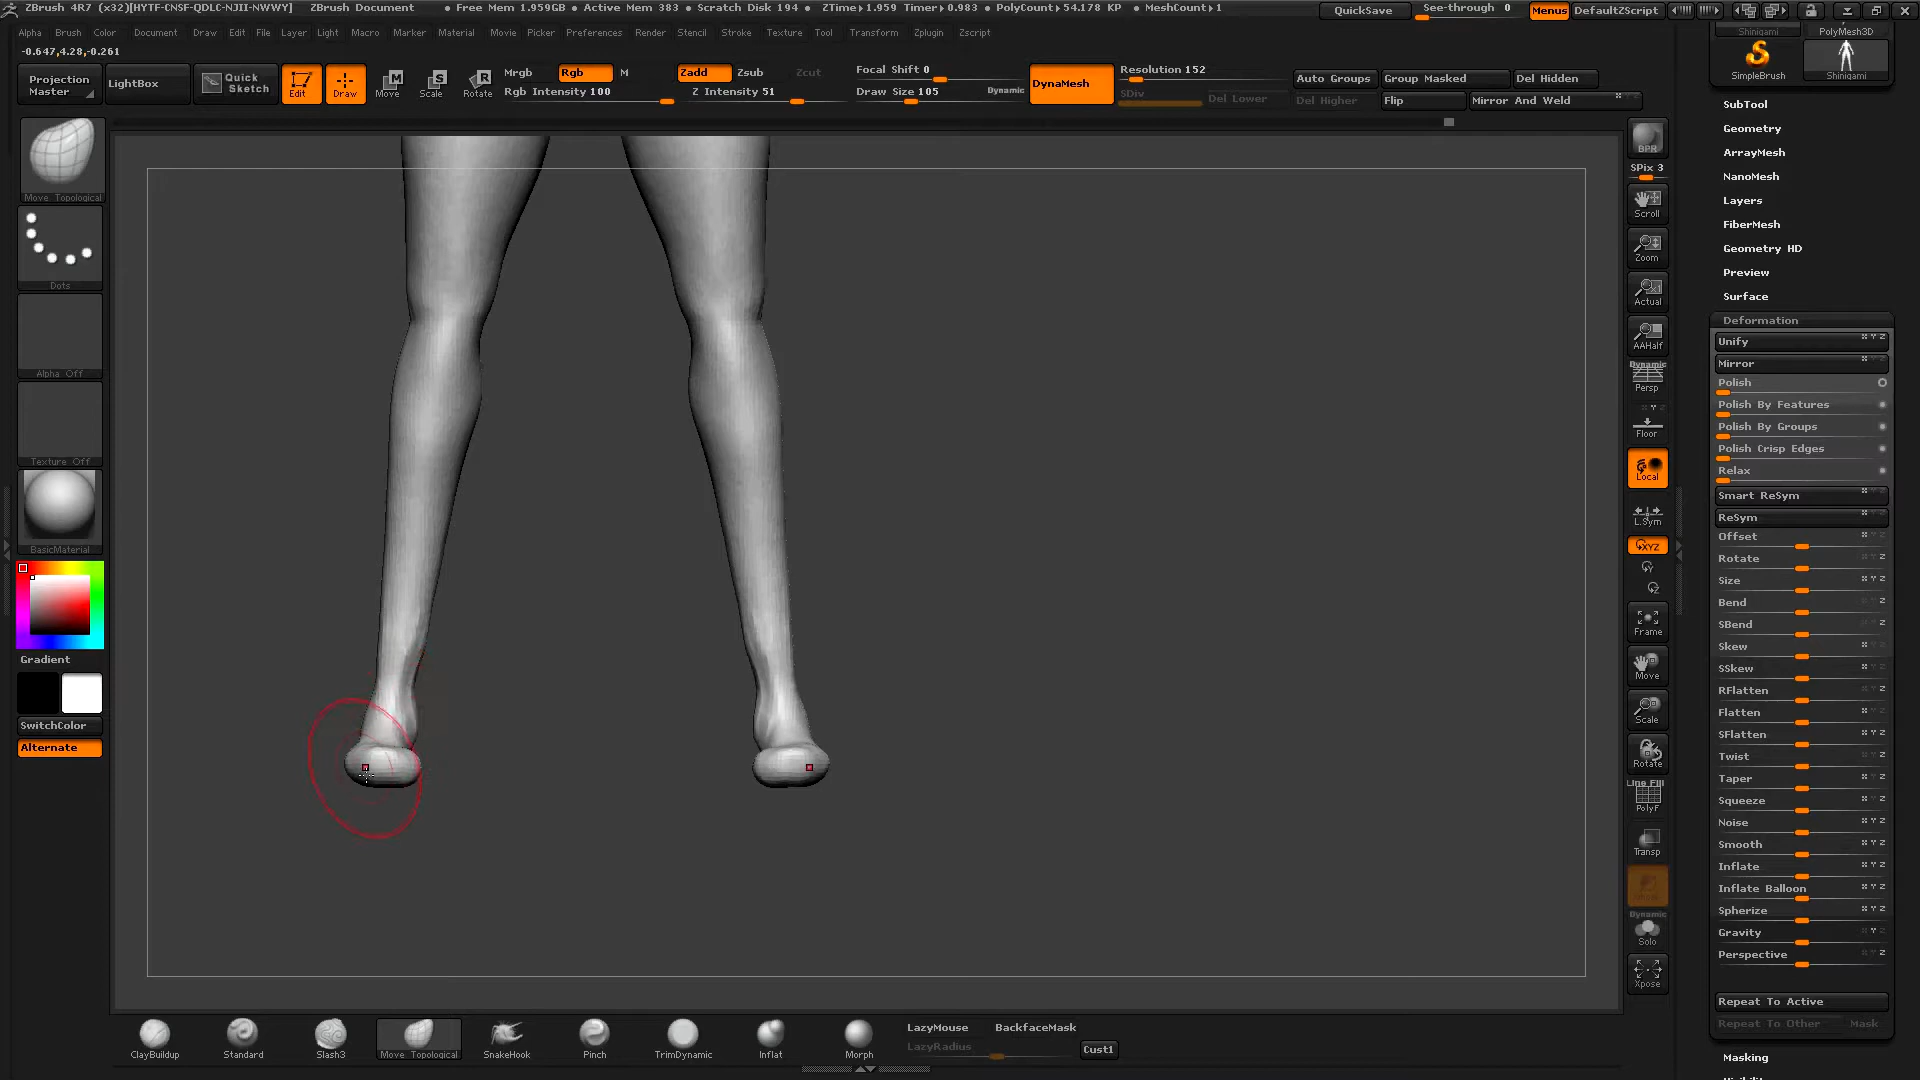 ZBrush 4R7 (x32)[HYTF-CNSF-QDLC-NJII-NWWY] ZBrush Document • Free Mem 1.959GB • Active Mem 383 • Scratch Disk 194 • ZTime▸1.959 Timer▸0.983 • PolyCount▸54.178 KP • MeshCount▸1 QuickSave See-through 0 Menus DefaultZScript
Alpha Brush Color Document Draw Edit File Layer Light Macro Marker Material Movie Picker Preferences Render Stencil Stroke Texture Tool Transform Zplugin Zscript
-0.647,4.28,-0.261
Projection Master
LightBox
Quick Sketch
Edit
Draw
Move
Scale
Rotate
Mrgb Rgb M
Rgb Intensity 100
Zadd Zsub Zcut
Z Intensity 51
Focal Shift 0
Draw Size 105 Dynamic
DynaMesh
Resolution 152
SDiv Del Lower
Auto Groups Group Masked Del Hidden
Del Higher Flip Mirror And Weld
Move Topological
Dots
Alpha Off
Texture Off
BasicMaterial
Gradient
SwitchColor
Alternate
BPR
SPix 3
Scroll
Zoom
Actual
AAHalf
Dynamic
Persp
Floor
Local
L.Sym
XYZ
Frame
Move
Scale
Rotate
Line Fill
PolyF
Transp
Dynamic
Solo
Xpose
Shinigami PolyMesh3D
SimpleBrush Shinigami
SubTool
Geometry
ArrayMesh
NanoMesh
Layers
FiberMesh
Geometry HD
Preview
Surface
Deformation
Unify
Mirror
Polish
Polish By Features
Polish By Groups
Polish Crisp Edges
Relax
Smart ReSym
ReSym
Offset
Rotate
Size
Bend
SBend
Skew
SSkew
RFlatten
Flatten
SFlatten
Twist
Taper
Squeeze
Noise
Smooth
Inflate
Inflate Balloon
Spherize
Gravity
Perspective
Repeat To Active
Repeat To Other Mask
Masking
ClayBuildup Standard Slash3 Move Topological SnakeHook Pinch TrimDynamic Inflat Morph
LazyMouse BackfaceMask
LazyRadius Cust1